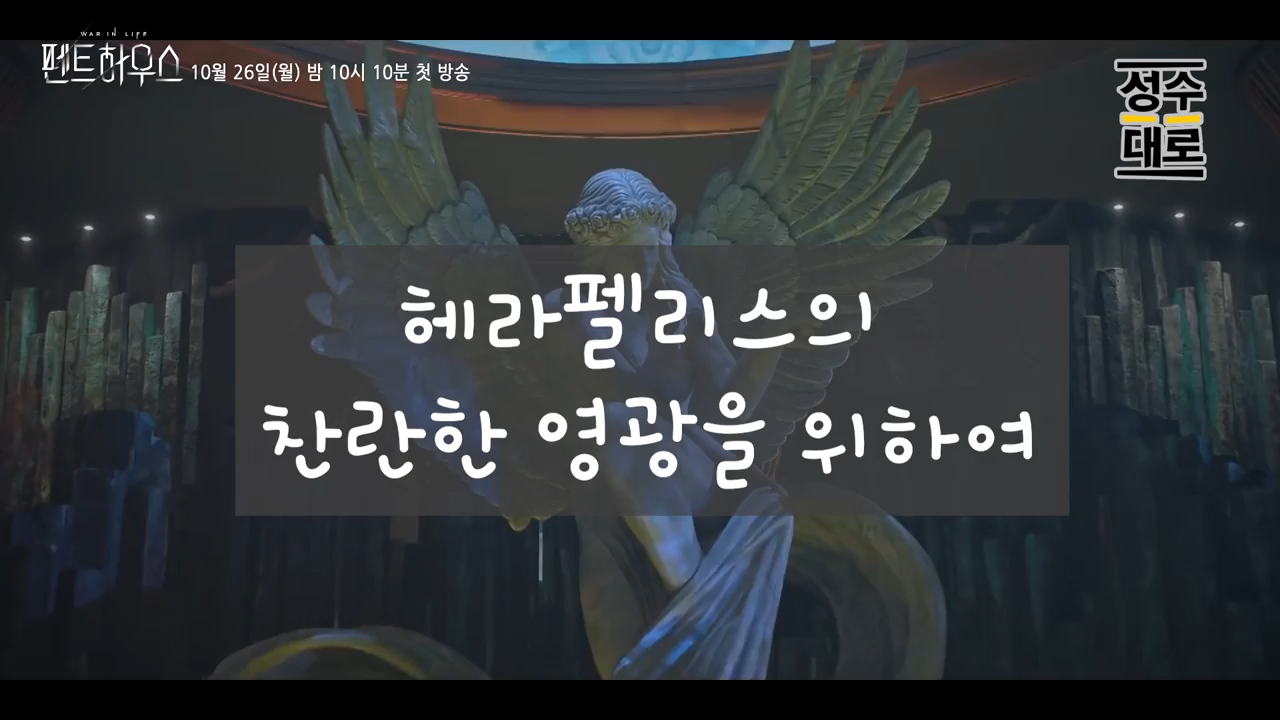 WAR IN LIFE
펜트하우스 10월 26일(월) 밤 10시 10분 첫 방송
성수
대로
헤라펠리스의
찬란한 영광을 위하여